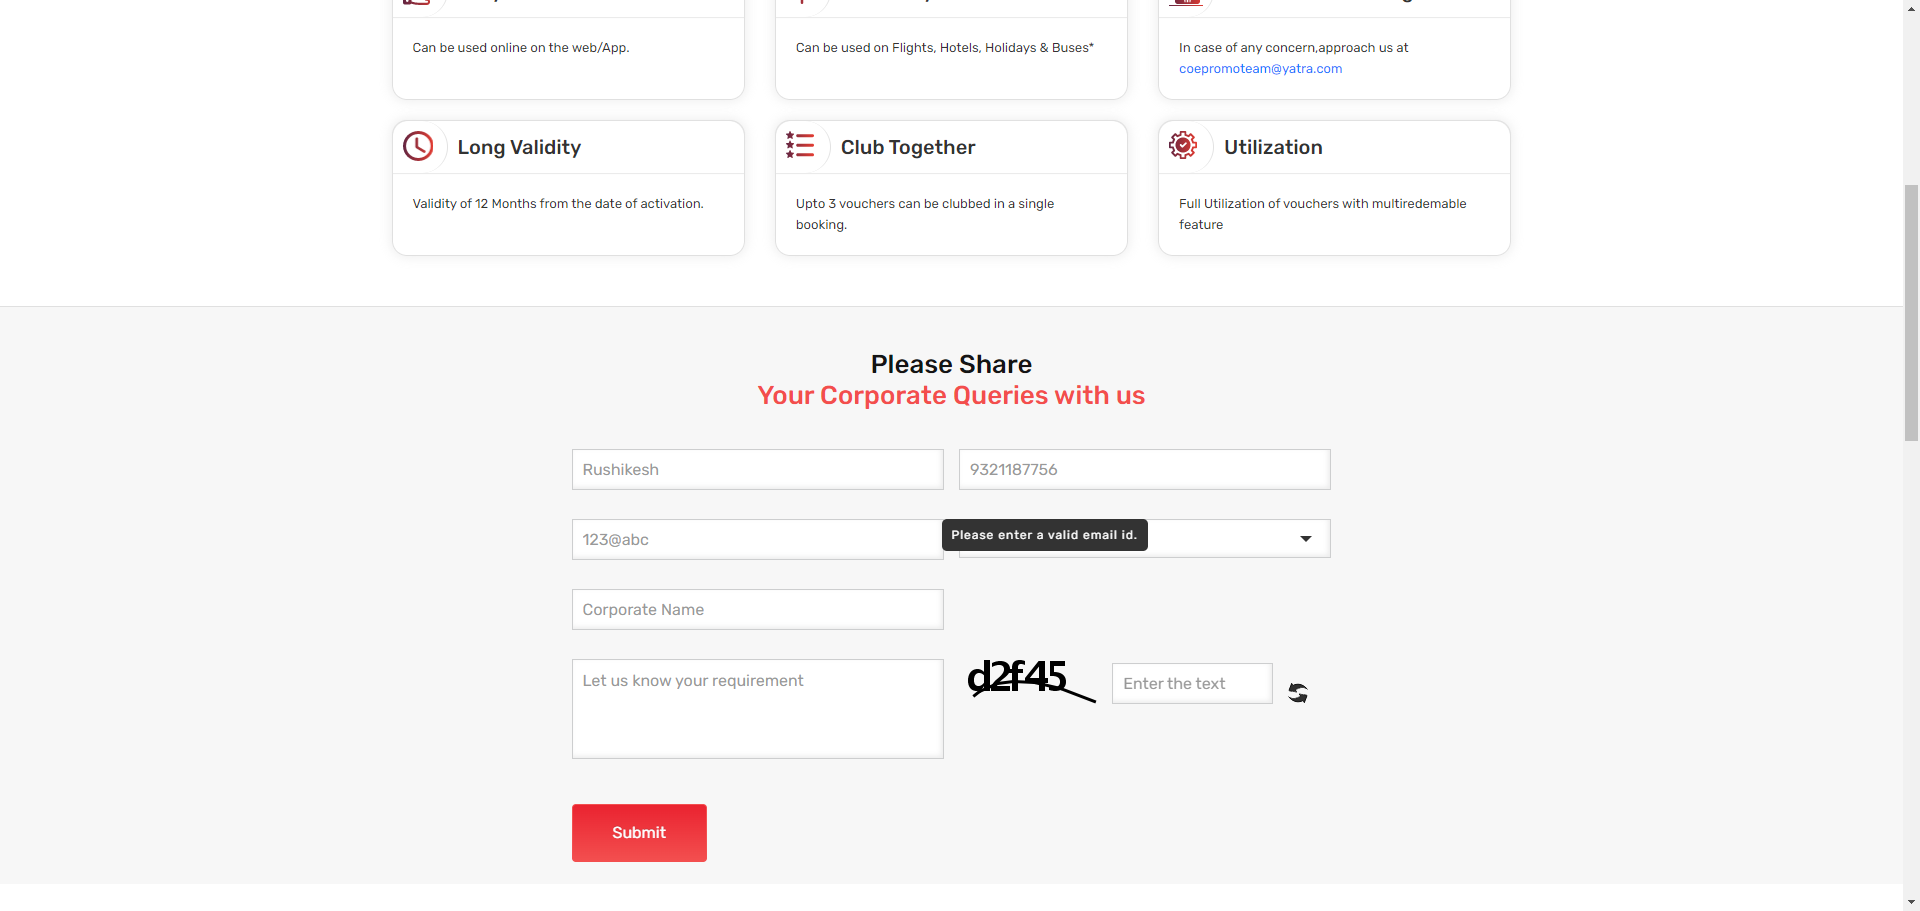 Can be used online on the web/App.
Can be used on Flights, Hotels, Holidays & Buses*
In case of any concern,approach us at
coepromoteam@yatra.com
Long Validity
Validity of 12 Months from the date of activation.
Club Together
Upto 3 vouchers can be clubbed in a single
booking.
Utilization
Full Utilization of vouchers with multiredemable
feature
Please Share
Your Corporate Queries with us
Rushikesh
9321187756
123@abc
Please enter a valid email id.
Corporate Name
Let us know your requirement
d2f45
Enter the text
Submit